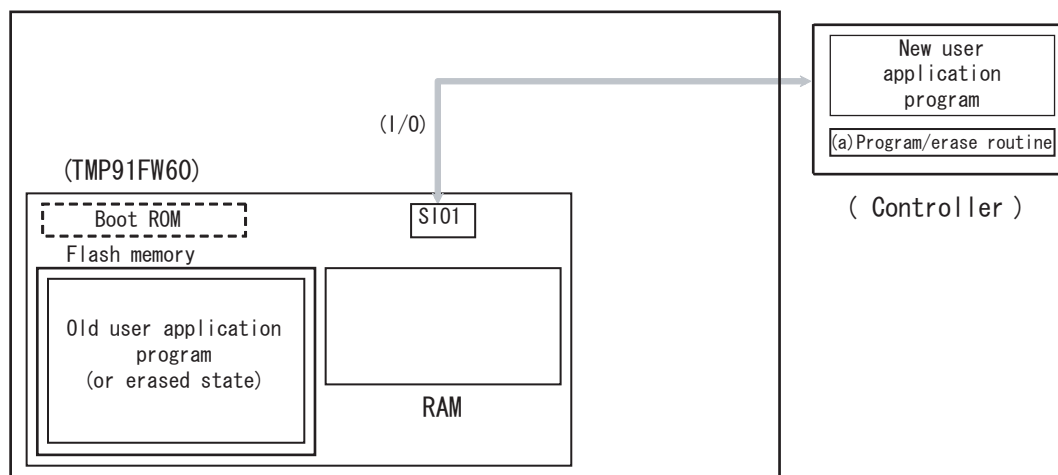 New user
application
program
(a)Program/erase routine
( Controller )
(I/O)
(TMP91FW60)
Boot ROM
SIO1
Flash memory
Old user application
program
(or erased state)
RAM